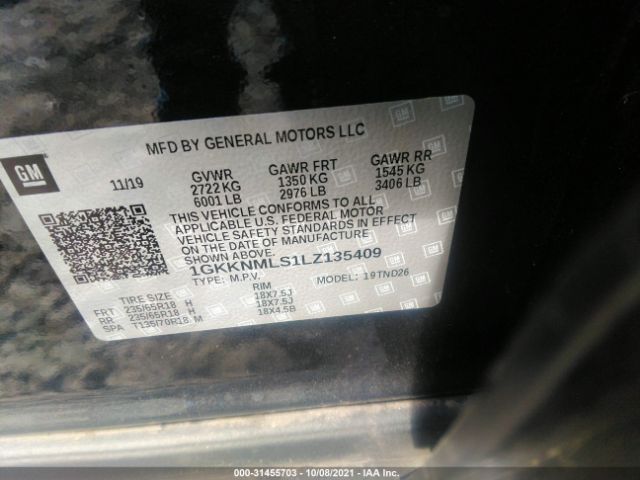 MFD BY GENERAL MOTORS LLC
GM
11/19
GVWR GAWR FRT GAWR RR
2722 KG 1350 KG 1545 KG
6001 LB 2976 LB 3406 LB
THIS VEHICLE CONFORMS TO ALL
APPLICABLE U.S. FEDERAL MOTOR
VEHICLE SAFETY STANDARDS IN EFFECT
ON THE DATE OF MANUFACTURE
SHOWN ABOVE.
1GKKNMLS1LZ135409
TYPE: M.P.V. MODEL: 19TND26
TIRE SIZE RIM
FRT 235/65R18 H 18X7.5J
RR 235/65R18 H 18X7.5J
SPA T135/70R18 M 18X4.5B
000-31455703 - 10/08/2021 - IAA Inc.